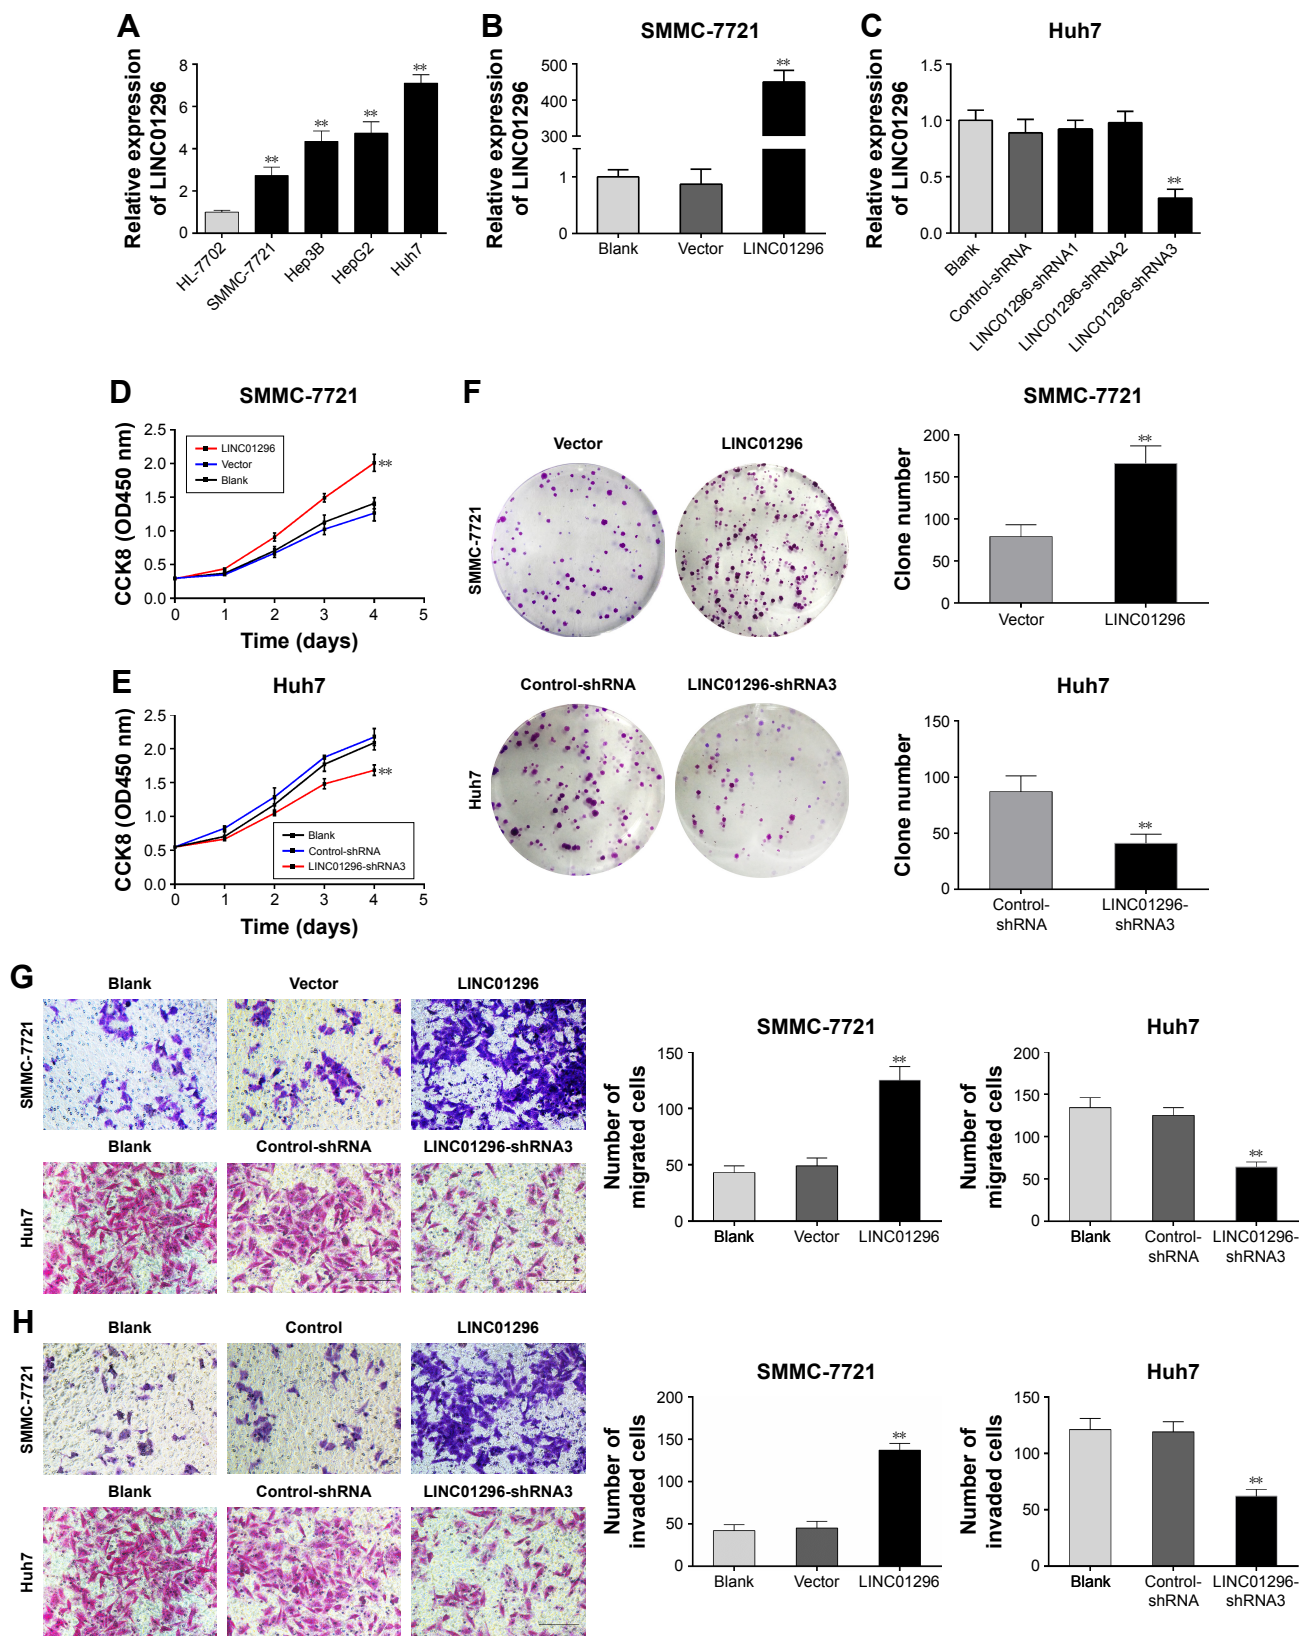 A
Relative expression
of LINC01296
8
6
4
2
0
**
**
**
**
HL-7702
SMMC-7721
Hep3B
HepG2
Huh7
B
SMMC-7721
Relative expression
of LINC01296
500
400
300
1
0
**
Blank
Vector
LINC01296
C
Huh7
Relative expression
of LINC01296
1.5
1.0
0.5
0.0
**
Blank
Control-shRNA
LINC01296-shRNA1
LINC01296-shRNA2
LINC01296-shRNA3
D
SMMC-7721
CCK8 (OD450 nm)
2.5
2.0
1.5
1.0
0.5
0.0
LINC01296
Vector
Blank
**
0 1 2 3 4 5
Time (days)
E
Huh7
CCK8 (OD450 nm)
2.5
2.0
1.5
1.0
0.5
0.0
**
Blank
Control-shRNA
LINC01296-shRNA3
0 1 2 3 4 5
Time (days)
F
Vector
LINC01296
SMMC-7721
Control-shRNA
LINC01296-shRNA3
Huh7
SMMC-7721
Clone number
200
150
100
50
0
**
Vector
LINC01296
Huh7
Clone number
150
100
50
0
**
Control-
shRNA
LINC01296-
shRNA3
G
Blank
Vector
LINC01296
SMMC-7721
Blank
Control-shRNA
LINC01296-shRNA3
Huh7
SMMC-7721
Number of
migrated cells
150
100
50
0
**
Blank
Vector
LINC01296
Huh7
Number of
migrated cells
200
150
100
50
0
**
Blank
Control-
shRNA
LINC01296-
shRNA3
H
Blank
Control
LINC01296
SMMC-7721
Blank
Control-shRNA
LINC01296-shRNA3
Huh7
SMMC-7721
Number of
invaded cells
200
150
100
50
0
**
Blank
Vector
LINC01296
Huh7
Number of
invaded cells
150
100
50
0
**
Blank
Control-
shRNA
LINC01296-
shRNA3